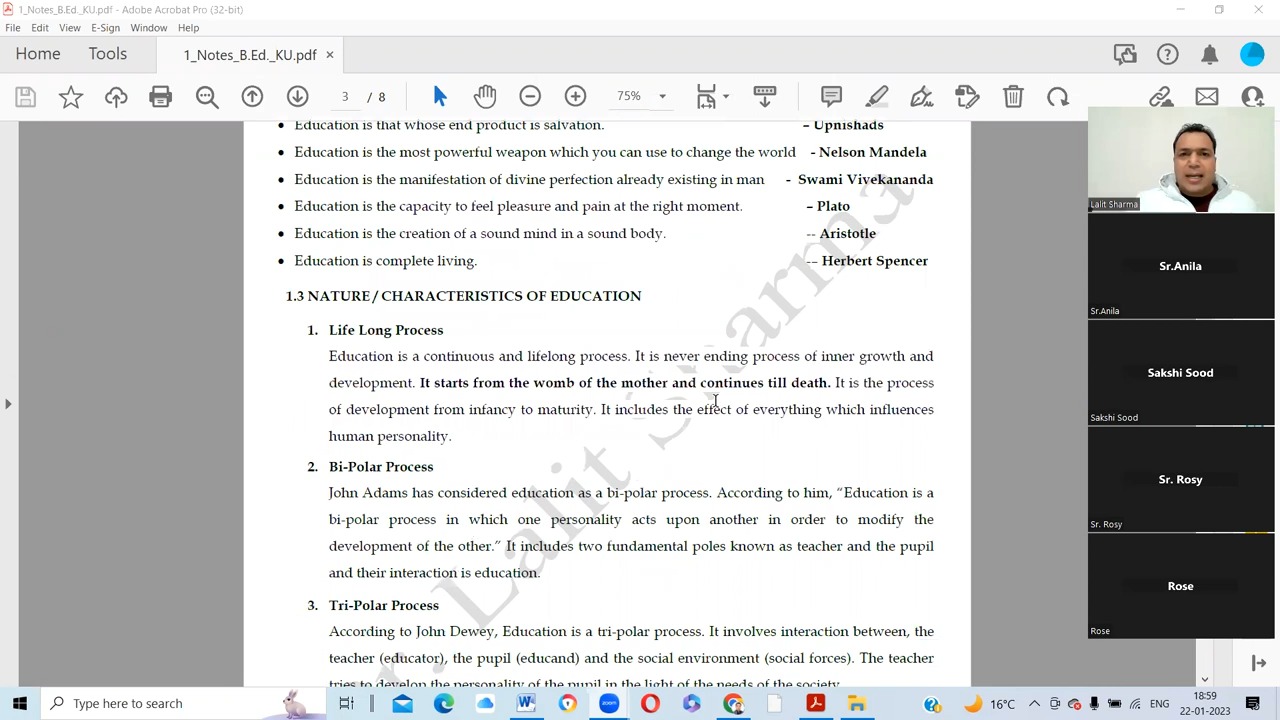 1_Notes_B.Ed._KU.pdf - Adobe Acrobat Pro (32-bit)
File Edit View E-Sign Window Help
Home Tools 1_Notes_B.Ed._KU.pdf ×
3 / 8 75%
• Education is that whose end product is salvation. – Upnishads
• Education is the most powerful weapon which you can use to change the world - Nelson Mandela
• Education is the manifestation of divine perfection already existing in man - Swami Vivekananda
• Education is the capacity to feel pleasure and pain at the right moment. – Plato
• Education is the creation of a sound mind in a sound body. -- Aristotle
• Education is complete living. -- Herbert Spencer
1.3 NATURE / CHARACTERISTICS OF EDUCATION
1. Life Long Process
Education is a continuous and lifelong process. It is never ending process of inner growth and
development. It starts from the womb of the mother and continues till death. It is the process
of development from infancy to maturity. It includes the effect of everything which influences
human personality.
2. Bi-Polar Process
John Adams has considered education as a bi-polar process. According to him, “Education is a
bi-polar process in which one personality acts upon another in order to modify the
development of the other.” It includes two fundamental poles known as teacher and the pupil
and their interaction is education.
3. Tri-Polar Process
According to John Dewey, Education is a tri-polar process. It involves interaction between, the
teacher (educator), the pupil (educand) and the social environment (social forces). The teacher
tries to develop the personality of the pupil in the light of the needs of the society.
r. Lalit Sharma
Lalit Sharma
Sr.Anila
Sr.Anila
Sakshi Sood
Sakshi Sood
Sr. Rosy
Sr. Rosy
Rose
Rose
Type here to search
zoom
16°C
ENG
18:59
22-01-2023